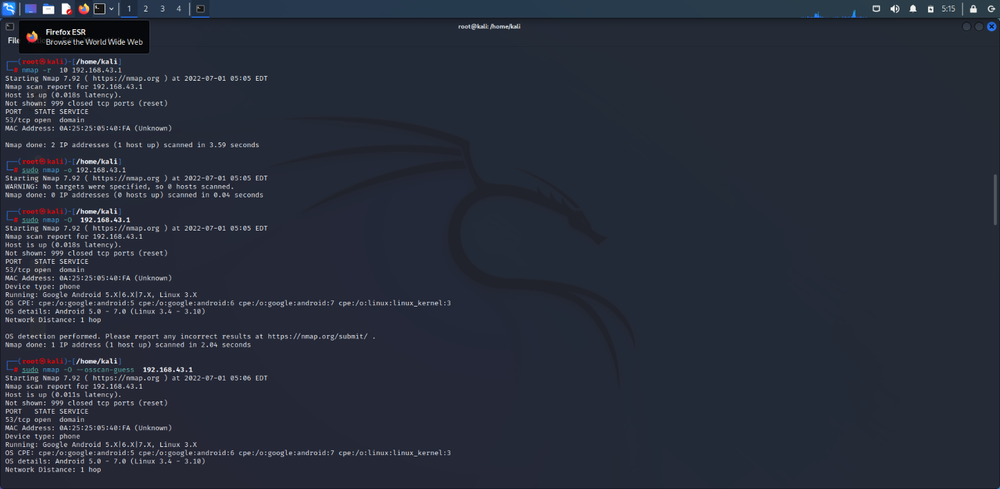 1 2 3 4
5:15
root@kali: /home/kali
File
Firefox ESR
Browse the World Wide Web
(root㉿kali)-[/home/kali]
# nmap -r  10 192.168.43.1
Starting Nmap 7.92 ( https://nmap.org ) at 2022-07-01 05:05 EDT
Nmap scan report for 192.168.43.1
Host is up (0.018s latency).
Not shown: 999 closed tcp ports (reset)
PORT   STATE SERVICE
53/tcp open  domain
MAC Address: 0A:25:25:05:40:FA (Unknown)
Nmap done: 2 IP addresses (1 host up) scanned in 3.59 seconds
(root㉿kali)-[/home/kali]
# sudo nmap -o 192.168.43.1
Starting Nmap 7.92 ( https://nmap.org ) at 2022-07-01 05:05 EDT
WARNING: No targets were specified, so 0 hosts scanned.
Nmap done: 0 IP addresses (0 hosts up) scanned in 0.04 seconds
(root㉿kali)-[/home/kali]
# sudo nmap -O  192.168.43.1
Starting Nmap 7.92 ( https://nmap.org ) at 2022-07-01 05:05 EDT
Nmap scan report for 192.168.43.1
Host is up (0.018s latency).
Not shown: 999 closed tcp ports (reset)
PORT   STATE SERVICE
53/tcp open  domain
MAC Address: 0A:25:25:05:40:FA (Unknown)
Device type: phone
Running: Google Android 5.X|6.X|7.X, Linux 3.X
OS CPE: cpe:/o:google:android:5 cpe:/o:google:android:6 cpe:/o:google:android:7 cpe:/o:linux:linux_kernel:3
OS details: Android 5.0 - 7.0 (Linux 3.4 - 3.10)
Network Distance: 1 hop
OS detection performed. Please report any incorrect results at https://nmap.org/submit/ .
Nmap done: 1 IP address (1 host up) scanned in 2.04 seconds
(root㉿kali)-[/home/kali]
# sudo nmap -O --osscan-guess  192.168.43.1
Starting Nmap 7.92 ( https://nmap.org ) at 2022-07-01 05:06 EDT
Nmap scan report for 192.168.43.1
Host is up (0.011s latency).
Not shown: 999 closed tcp ports (reset)
PORT   STATE SERVICE
53/tcp open  domain
MAC Address: 0A:25:25:05:40:FA (Unknown)
Device type: phone
Running: Google Android 5.X|6.X|7.X, Linux 3.X
OS CPE: cpe:/o:google:android:5 cpe:/o:google:android:6 cpe:/o:google:android:7 cpe:/o:linux:linux_kernel:3
OS details: Android 5.0 - 7.0 (Linux 3.4 - 3.10)
Network Distance: 1 hop